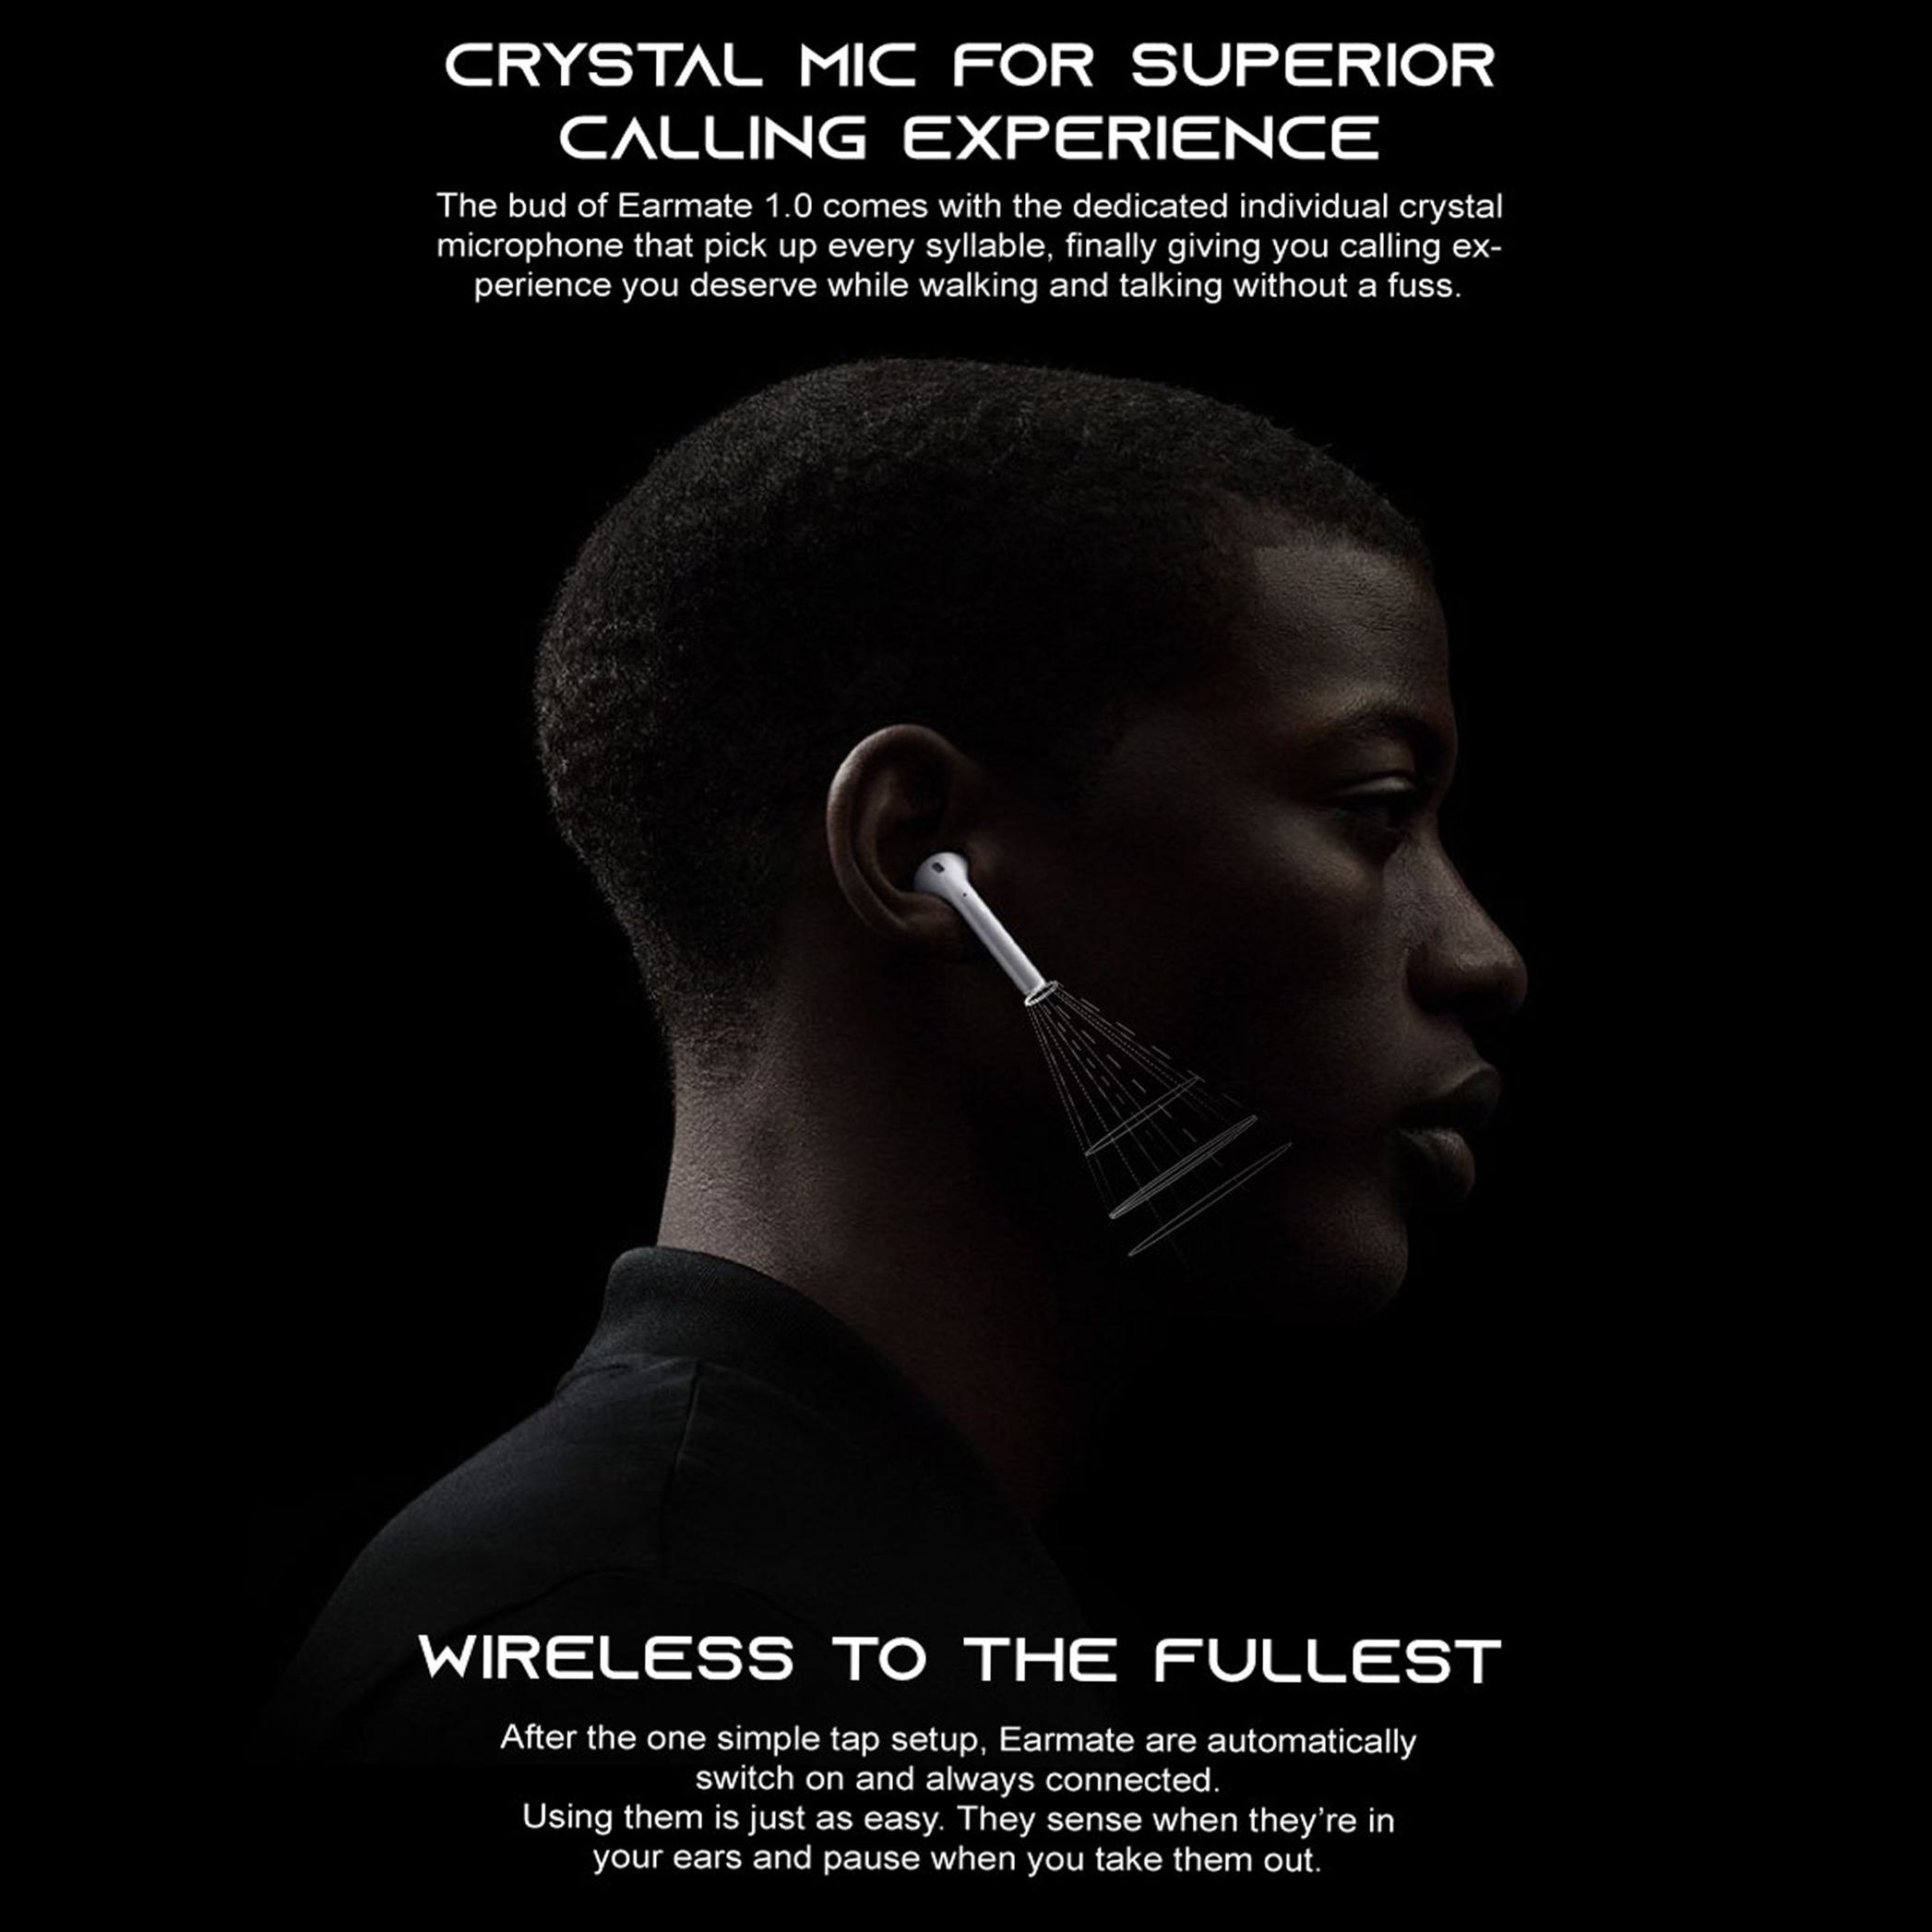 CRYSTAL MIC FOR SUPERIOR
CALLING EXPERIENCE
The bud of Earmate 1.0 comes with the dedicated individual crystal
microphone that pick up every syllable, finally giving you calling ex-
perience you deserve while walking and talking without a fuss.
WIRELESS TO THE FULLEST
After the one simple tap setup, Earmate are automatically
switch on and always connected.
Using them is just as easy. They sense when they’re in
your ears and pause when you take them out.